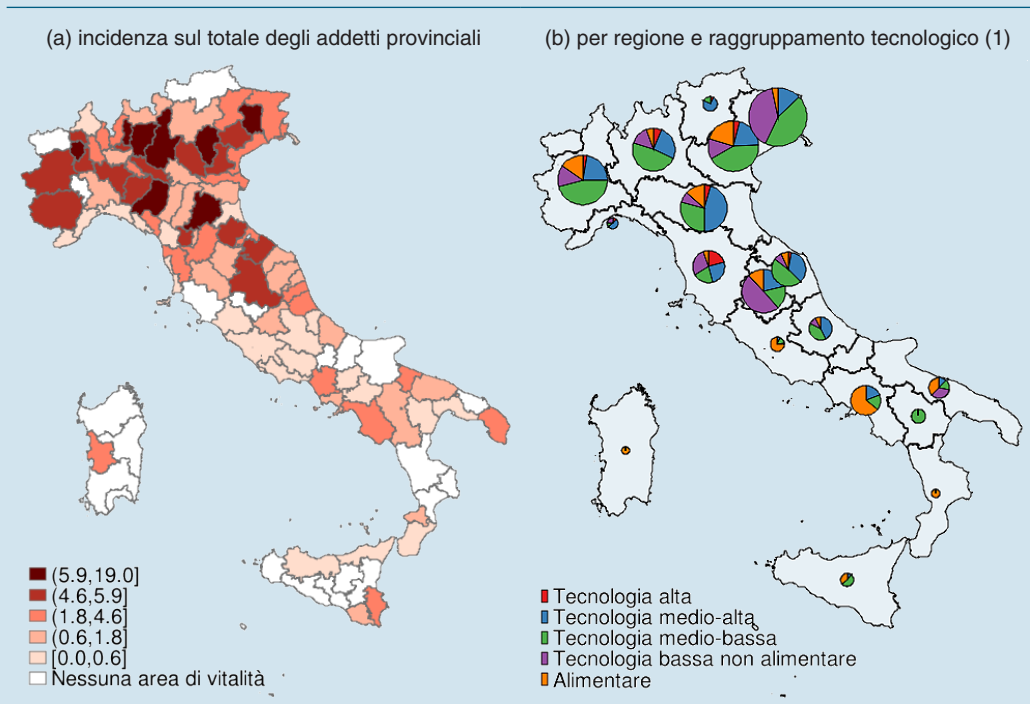 (a) incidenza sul totale degli addetti provinciali
(b) per regione e raggruppamento tecnologico (1)
(5.9,19.0]
(4.6,5.9]
(1.8,4.6]
(0.6,1.8]
[0.0,0.6]
Nessuna area di vitalità
Tecnologia alta
Tecnologia medio-alta
Tecnologia medio-bassa
Tecnologia bassa non alimentare
Alimentare